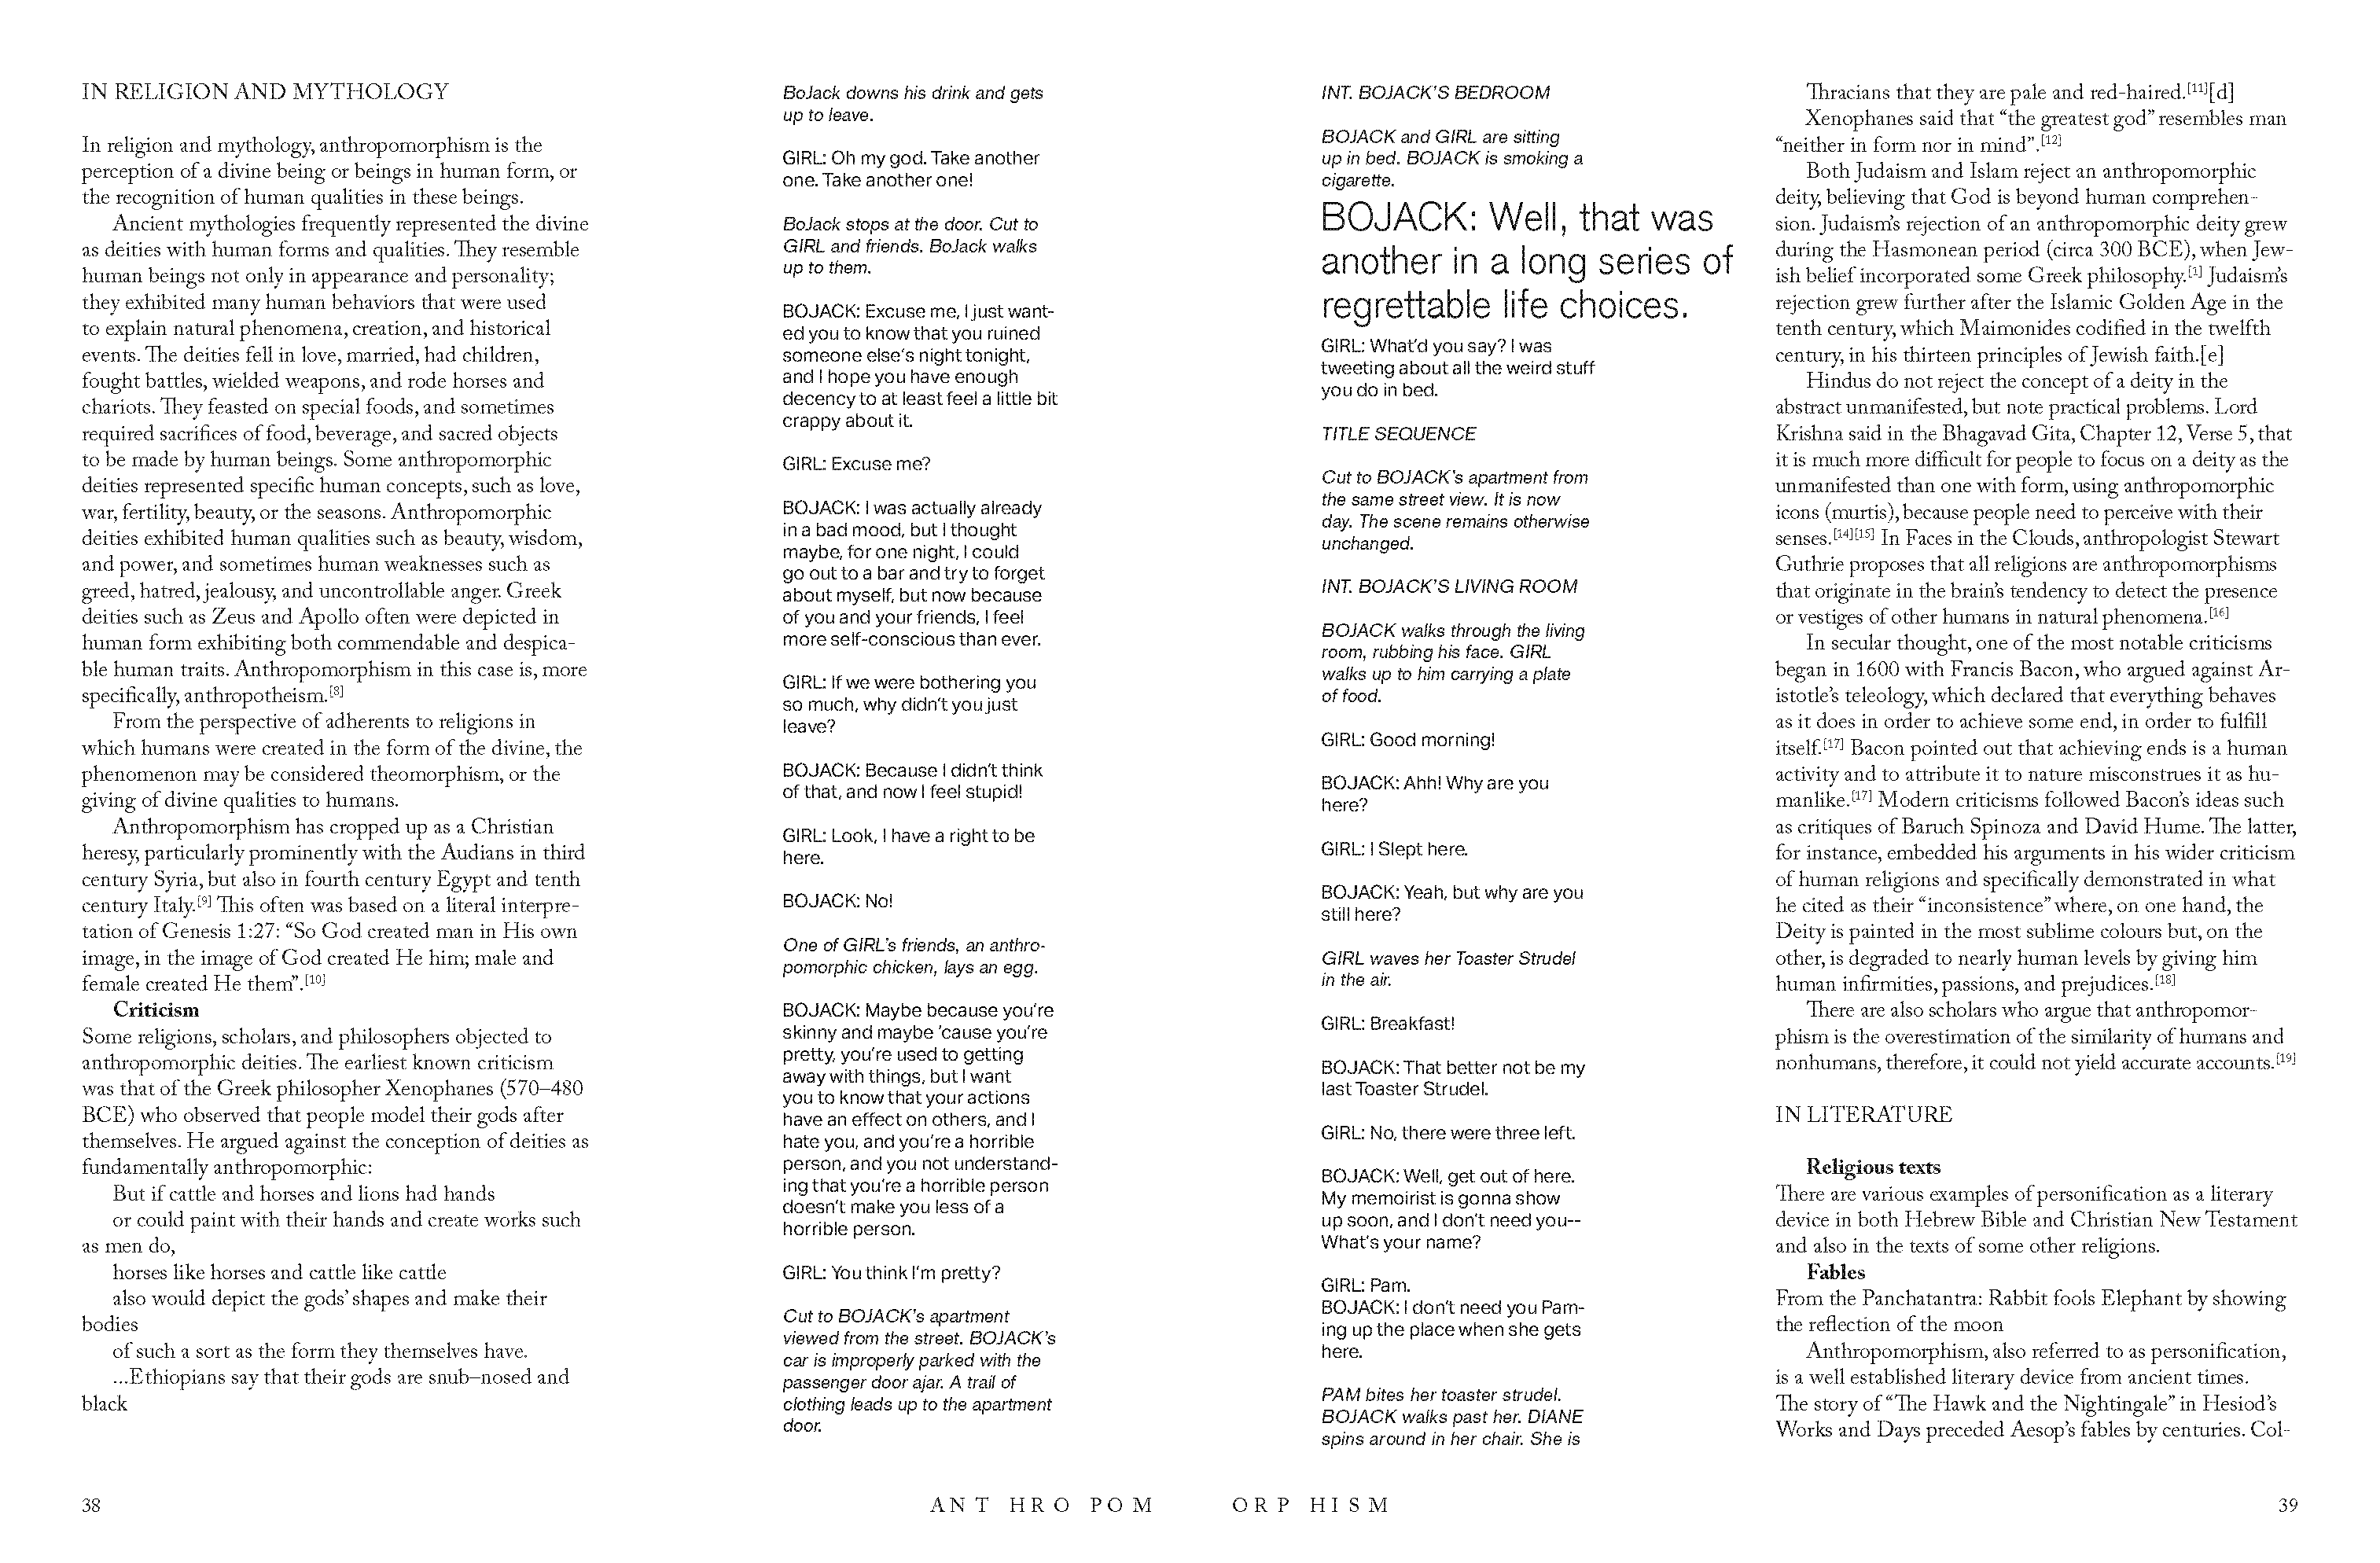 IN RELIGION AND MYTHOLOGY
In religion and mythology, anthropomorphism is the
perception of a divine being or beings in human form, or
the recognition of human qualities in these beings.
Ancient mythologies frequently represented the divine
as deities with human forms and qualities. They resemble
human beings not only in appearance and personality;
they exhibited many human behaviors that were used
to explain natural phenomena, creation, and historical
events. The deities fell in love, married, had children,
fought battles, wielded weapons, and rode horses and
chariots. They feasted on special foods, and sometimes
required sacrifices of food, beverage, and sacred objects
to be made by human beings. Some anthropomorphic
deities represented specific human concepts, such as love,
war, fertility, beauty, or the seasons. Anthropomorphic
deities exhibited human qualities such as beauty, wisdom,
and power, and sometimes human weaknesses such as
greed, hatred, jealousy, and uncontrollable anger. Greek
deities such as Zeus and Apollo often were depicted in
human form exhibiting both commendable and despica-
ble human traits. Anthropomorphism in this case is, more
specifically, anthropotheism.[8]
From the perspective of adherents to religions in
which humans were created in the form of the divine, the
phenomenon may be considered theomorphism, or the
giving of divine qualities to humans.
Anthropomorphism has cropped up as a Christian
heresy, particularly prominently with the Audians in third
century Syria, but also in fourth century Egypt and tenth
century Italy.[9] This often was based on a literal interpre-
tation of Genesis 1:27: “So God created man in His own
image, in the image of God created He him; male and
female created He them”.[10]
Criticism
Some religions, scholars, and philosophers objected to
anthropomorphic deities. The earliest known criticism
was that of the Greek philosopher Xenophanes (570–480
BCE) who observed that people model their gods after
themselves. He argued against the conception of deities as
fundamentally anthropomorphic:
But if cattle and horses and lions had hands
or could paint with their hands and create works such
as men do,
horses like horses and cattle like cattle
also would depict the gods’ shapes and make their
bodies
of such a sort as the form they themselves have.
...Ethiopians say that their gods are snub–nosed and
black
BoJack downs his drink and gets
up to leave.
GIRL: Oh my god. Take another
one. Take another one!
BoJack stops at the door. Cut to
GIRL and friends. BoJack walks
up to them.
BOJACK: Excuse me, I just want-
ed you to know that you ruined
someone else’s night tonight,
and I hope you have enough
decency to at least feel a little bit
crappy about it.
GIRL: Excuse me?
BOJACK: I was actually already
in a bad mood, but I thought
maybe, for one night, I could
go out to a bar and try to forget
about myself, but now because
of you and your friends, I feel
more self-conscious than ever.
GIRL: If we were bothering you
so much, why didn’t you just
leave?
BOJACK: Because I didn’t think
of that, and now I feel stupid!
GIRL: Look, I have a right to be
here.
BOJACK: No!
One of GIRL’s friends, an anthro-
pomorphic chicken, lays an egg.
BOJACK: Maybe because you’re
skinny and maybe ’cause you’re
pretty, you’re used to getting
away with things, but I want
you to know that your actions
have an effect on others, and I
hate you, and you’re a horrible
person, and you not understand-
ing that you’re a horrible person
doesn’t make you less of a
horrible person.
GIRL: You think I’m pretty?
Cut to BOJACK’s apartment
viewed from the street. BOJACK’s
car is improperly parked with the
passenger door ajar. A trail of
clothing leads up to the apartment
door.
INT. BOJACK’S BEDROOM
BOJACK and GIRL are sitting
up in bed. BOJACK is smoking a
cigarette.
BOJACK: Well, that was
another in a long series of
regrettable life choices.
GIRL: What’d you say? I was
tweeting about all the weird stuff
you do in bed.
TITLE SEQUENCE
Cut to BOJACK’s apartment from
the same street view. It is now
day. The scene remains otherwise
unchanged.
INT. BOJACK’S LIVING ROOM
BOJACK walks through the living
room, rubbing his face. GIRL
walks up to him carrying a plate
of food.
GIRL: Good morning!
BOJACK: Ahh! Why are you
here?
GIRL: I Slept here.
BOJACK: Yeah, but why are you
still here?
GIRL waves her Toaster Strudel
in the air.
GIRL: Breakfast!
BOJACK: That better not be my
last Toaster Strudel.
GIRL: No, there were three left.
BOJACK: Well, get out of here.
My memoirist is gonna show
up soon, and I don’t need you--
What’s your name?
GIRL: Pam.
BOJACK: I don’t need you Pam-
ing up the place when she gets
here.
PAM bites her toaster strudel.
BOJACK walks past her. DIANE
spins around in her chair. She is
Thracians that they are pale and red-haired.[11][d]
Xenophanes said that “the greatest god” resembles man
“neither in form nor in mind”.[12]
Both Judaism and Islam reject an anthropomorphic
deity, believing that God is beyond human comprehen-
sion. Judaism’s rejection of an anthropomorphic deity grew
during the Hasmonean period (circa 300 BCE), when Jew-
ish belief incorporated some Greek philosophy.[1] Judaism’s
rejection grew further after the Islamic Golden Age in the
tenth century, which Maimonides codified in the twelfth
century, in his thirteen principles of Jewish faith.[e]
Hindus do not reject the concept of a deity in the
abstract unmanifested, but note practical problems. Lord
Krishna said in the Bhagavad Gita, Chapter 12, Verse 5, that
it is much more difficult for people to focus on a deity as the
unmanifested than one with form, using anthropomorphic
icons (murtis), because people need to perceive with their
senses.[14][15] In Faces in the Clouds, anthropologist Stewart
Guthrie proposes that all religions are anthropomorphisms
that originate in the brain’s tendency to detect the presence
or vestiges of other humans in natural phenomena.[16]
In secular thought, one of the most notable criticisms
began in 1600 with Francis Bacon, who argued against Ar-
istotle’s teleology, which declared that everything behaves
as it does in order to achieve some end, in order to fulfill
itself.[17] Bacon pointed out that achieving ends is a human
activity and to attribute it to nature misconstrues it as hu-
manlike.[17] Modern criticisms followed Bacon’s ideas such
as critiques of Baruch Spinoza and David Hume. The latter,
for instance, embedded his arguments in his wider criticism
of human religions and specifically demonstrated in what
he cited as their “inconsistence” where, on one hand, the
Deity is painted in the most sublime colours but, on the
other, is degraded to nearly human levels by giving him
human infirmities, passions, and prejudices.[18]
There are also scholars who argue that anthropomor-
phism is the overestimation of the similarity of humans and
nonhumans, therefore, it could not yield accurate accounts.[19]
IN LITERATURE
Religious texts
There are various examples of personification as a literary
device in both Hebrew Bible and Christian New Testament
and also in the texts of some other religions.
Fables
From the Panchatantra: Rabbit fools Elephant by showing
the reflection of the moon
Anthropomorphism, also referred to as personification,
is a well established literary device from ancient times.
The story of “The Hawk and the Nightingale” in Hesiod’s
Works and Days preceded Aesop’s fables by centuries. Col-
38
ANT HRO POM ORP HISM
39